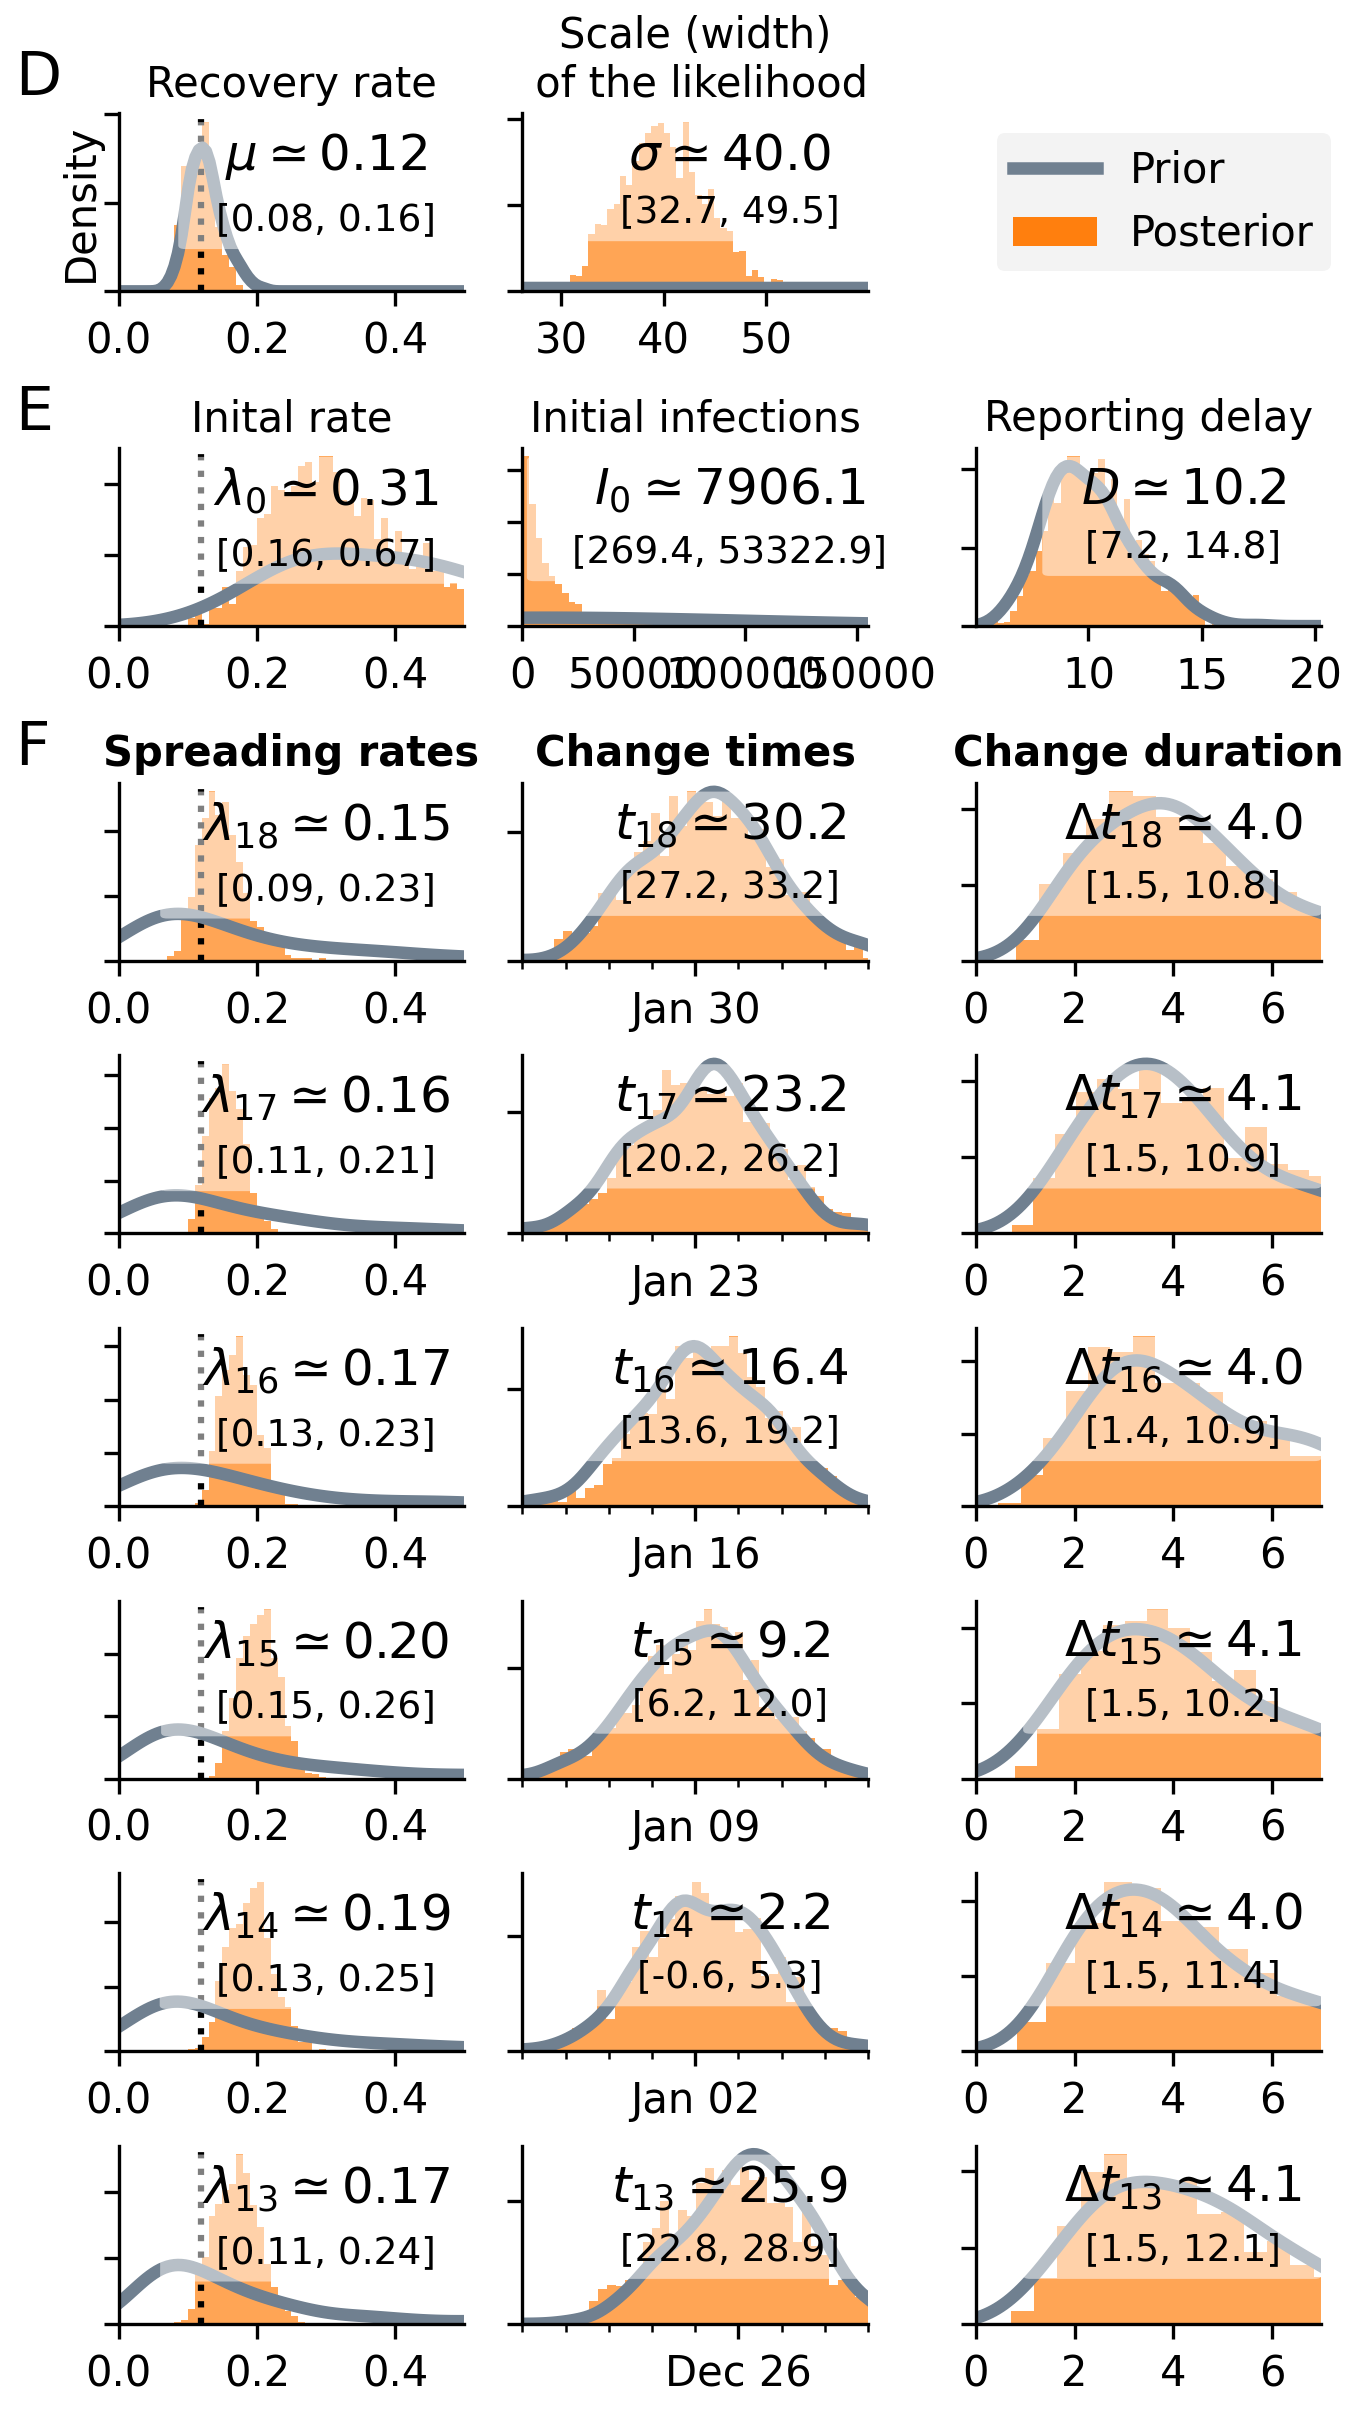 D
Recovery rate
Scale (width)
of the likelihood
Density
μ ≃ 0.12
[0.08, 0.16]
σ ≃ 40.0
[32.7, 49.5]
Prior
Posterior
0.0 0.2 0.4
30 40 50
E
Inital rate
Initial infections
Reporting delay
λ0 ≃ 0.31
[0.16, 0.67]
I0 ≃ 7906.1
[269.4, 53322.9]
D ≃ 10.2
[7.2, 14.8]
0.0 0.2 0.4
0 50000 100000 150000
10 15 20
F
Spreading rates
Change times
Change duration
λ18 ≃ 0.15
[0.09, 0.23]
t18 ≃ 30.2
[27.2, 33.2]
Δt18 ≃ 4.0
[1.5, 10.8]
0.0 0.2 0.4
Jan 30
0 2 4 6
λ17 ≃ 0.16
[0.11, 0.21]
t17 ≃ 23.2
[20.2, 26.2]
Δt17 ≃ 4.1
[1.5, 10.9]
0.0 0.2 0.4
Jan 23
0 2 4 6
λ16 ≃ 0.17
[0.13, 0.23]
t16 ≃ 16.4
[13.6, 19.2]
Δt16 ≃ 4.0
[1.4, 10.9]
0.0 0.2 0.4
Jan 16
0 2 4 6
λ15 ≃ 0.20
[0.15, 0.26]
t15 ≃ 9.2
[6.2, 12.0]
Δt15 ≃ 4.1
[1.5, 10.2]
0.0 0.2 0.4
Jan 09
0 2 4 6
λ14 ≃ 0.19
[0.13, 0.25]
t14 ≃ 2.2
[-0.6, 5.3]
Δt14 ≃ 4.0
[1.5, 11.4]
0.0 0.2 0.4
Jan 02
0 2 4 6
λ13 ≃ 0.17
[0.11, 0.24]
t13 ≃ 25.9
[22.8, 28.9]
Δt13 ≃ 4.1
[1.5, 12.1]
0.0 0.2 0.4
Dec 26
0 2 4 6